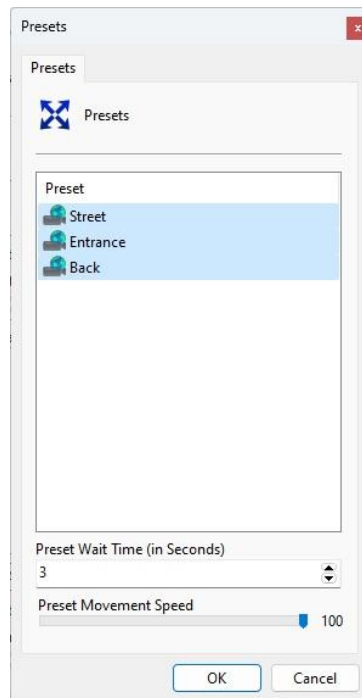 Presets
x
Presets
Presets
Preset
Street
Entrance
Back
Preset Wait Time (in Seconds)
3
Preset Movement Speed
100
OK
Cancel